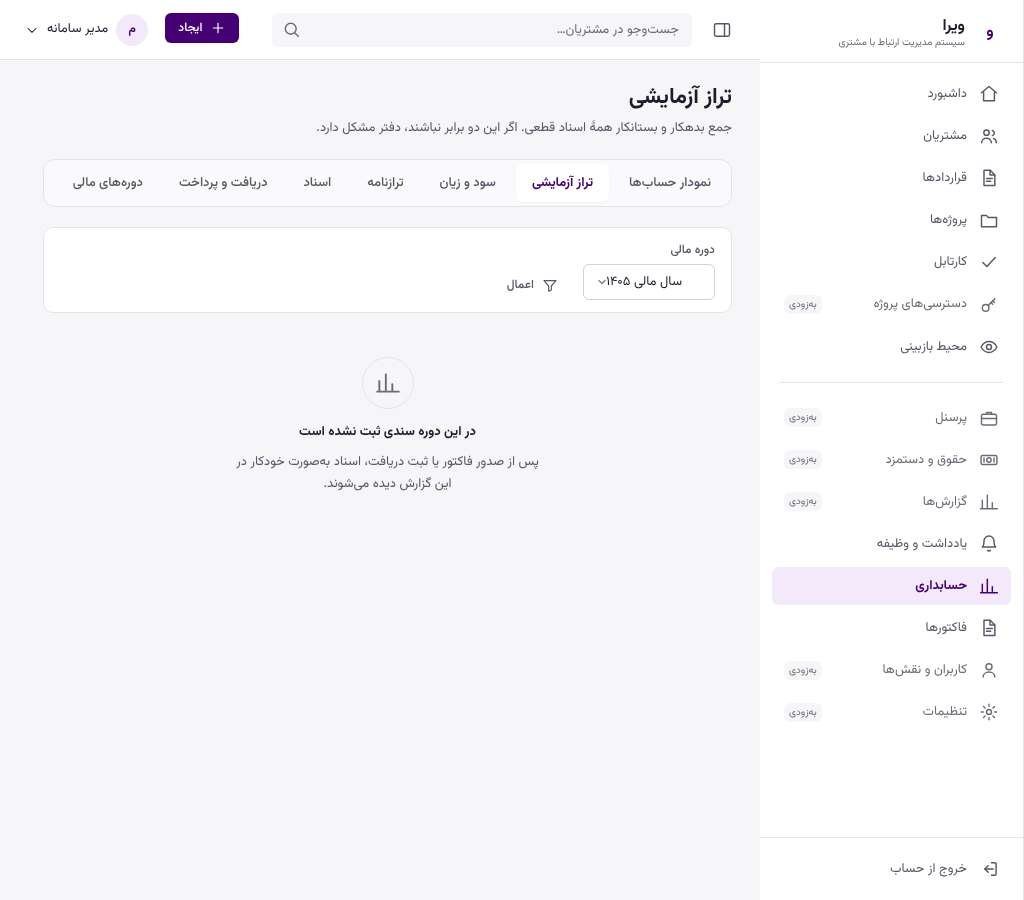 و
ویرا
سیستم مدیریت ارتباط با مشتری
داشبورد
مشتریان
قراردادها
پروژه‌ها
کارتابل
دسترسی‌های پروژه
به‌زودی
محیط بازبینی
پرسنل
به‌زودی
حقوق و دستمزد
به‌زودی
گزارش‌ها
به‌زودی
یادداشت و وظیفه
حسابداری
فاکتورها
کاربران و نقش‌ها
به‌زودی
تنظیمات
به‌زودی
خروج از حساب
جست‌وجو در مشتریان...
ایجاد
م
مدیر سامانه
تراز آزمایشی
جمع بدهکار و بستانکار همهٔ اسناد قطعی. اگر این دو برابر نباشند، دفتر مشکل دارد.
نمودار حساب‌ها
تراز آزمایشی
سود و زیان
ترازنامه
اسناد
دریافت و پرداخت
دوره‌های مالی
دوره مالی
سال مالی ۱۴۰۵
اعمال
در این دوره سندی ثبت نشده است
پس از صدور فاکتور یا ثبت دریافت، اسناد به‌صورت خودکار در
این گزارش دیده می‌شوند.